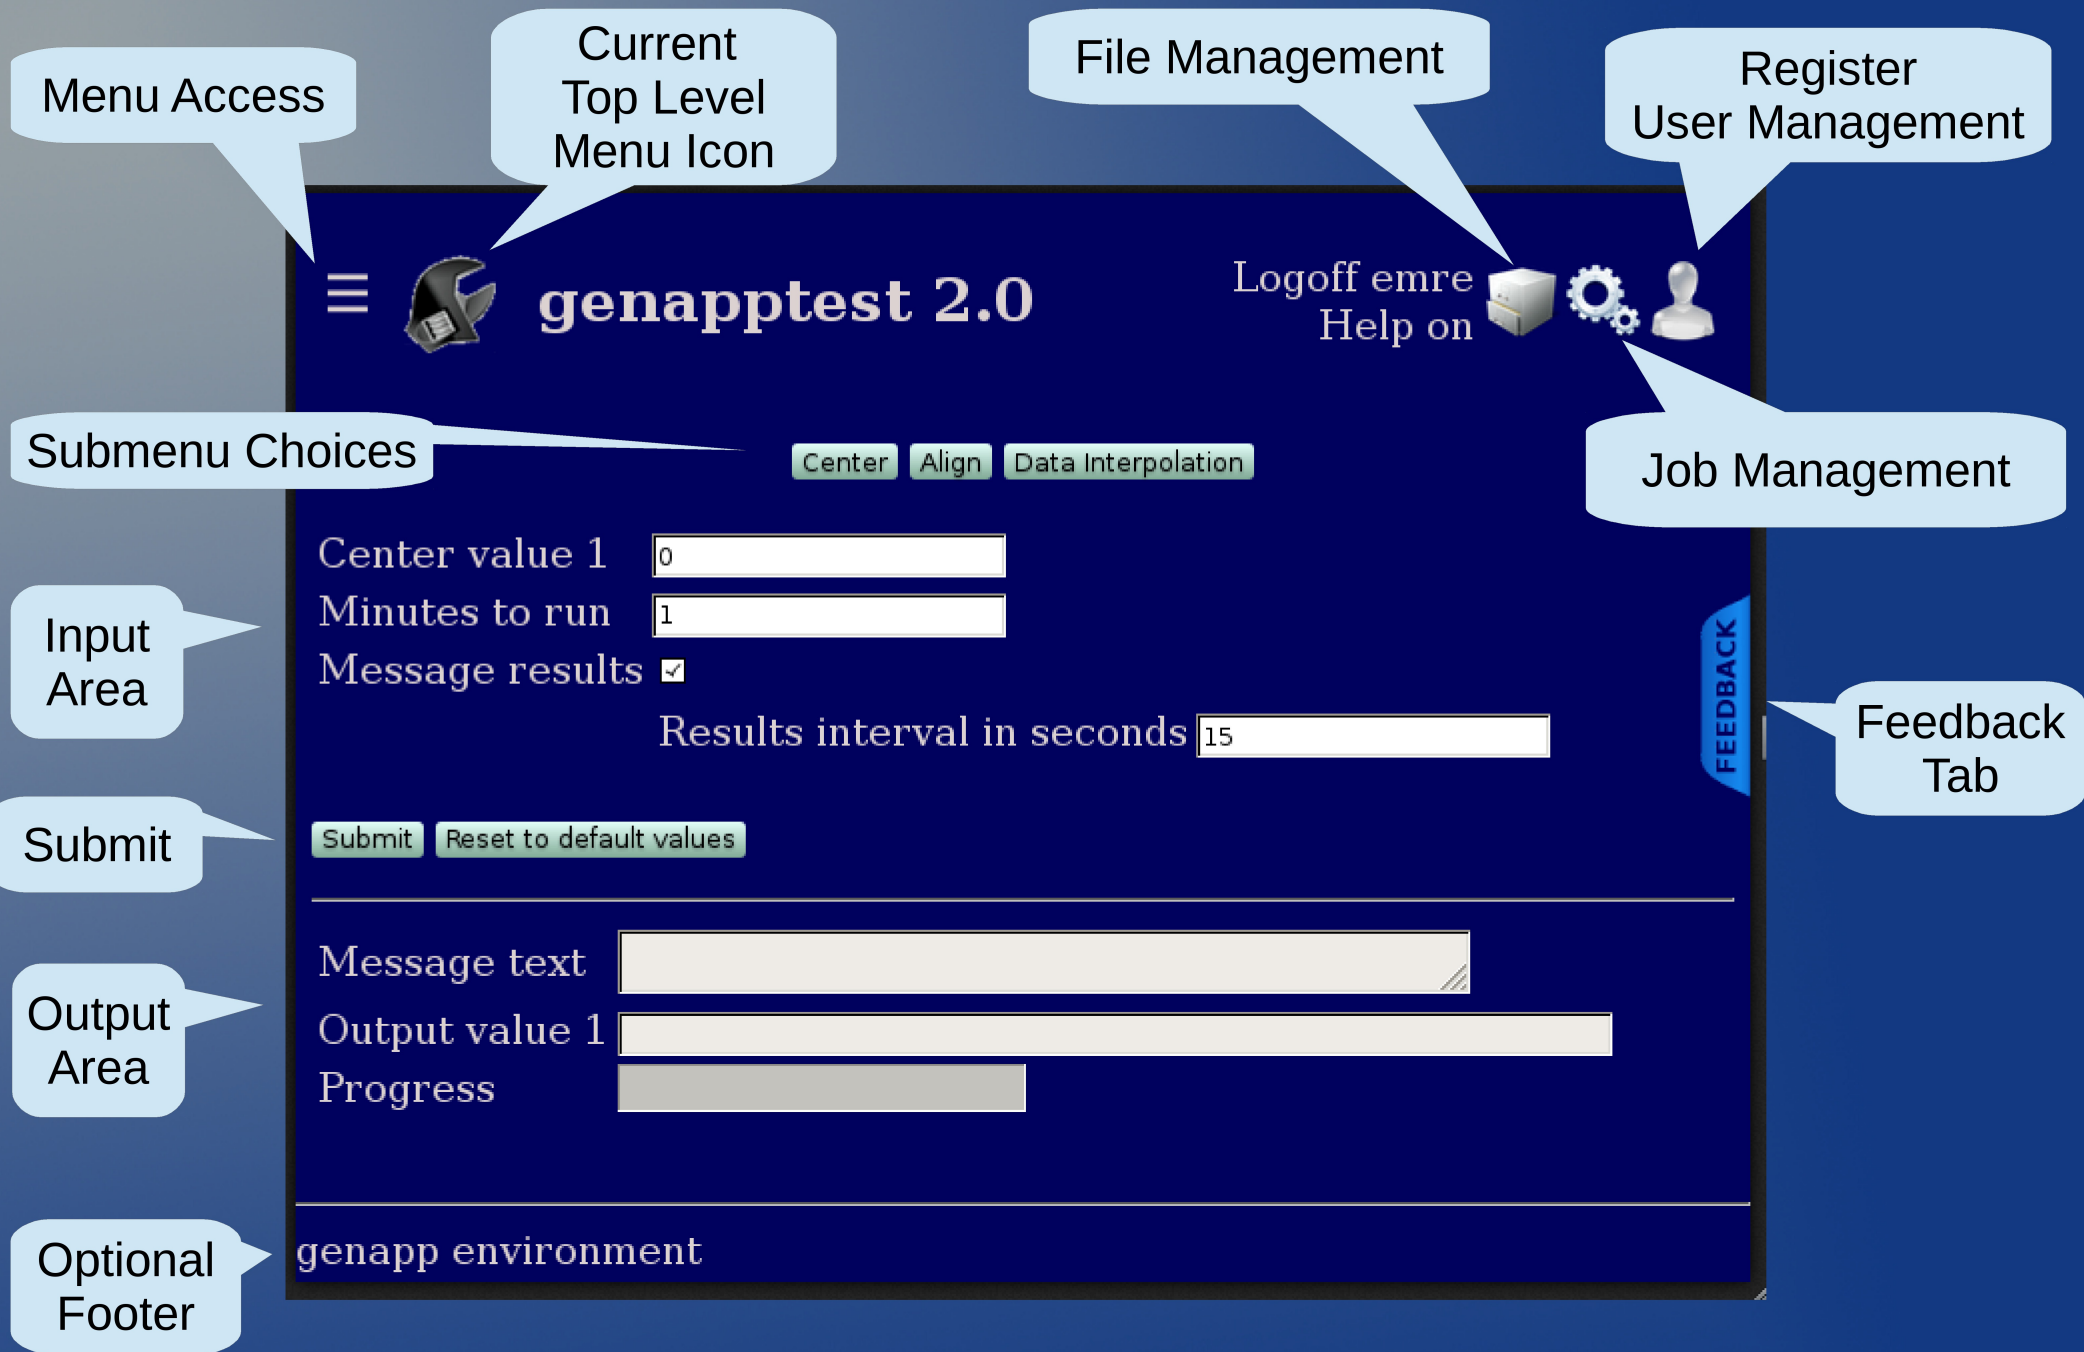 Menu Access
Current
Top Level
Menu Icon
File Management
Register
User Management
genapptest 2.0
Logoff emre
Help on
Submenu Choices
Center
Align
Data Interpolation
Job Management
Center value 1
0
Minutes to run
1
Message results
Results interval in seconds
15
Input
Area
FEEDBACK
Feedback
Tab
Submit
Submit
Reset to default values
Message text
Output value 1
Progress
Output
Area
Optional
Footer
genapp environment